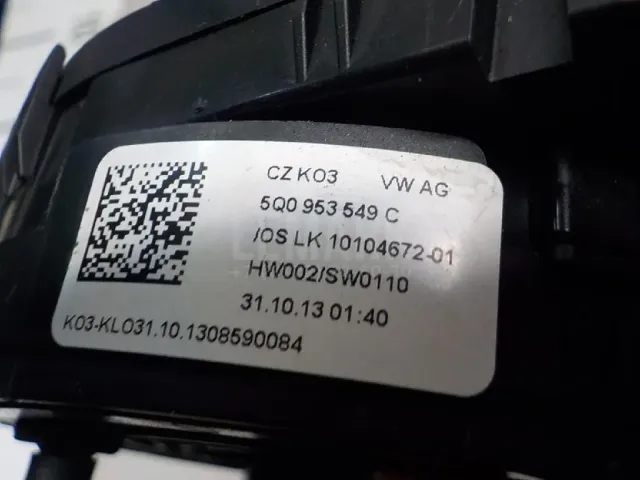 CZ K03 VW AG
5Q0 953 549 C
/OS LK 10104672-01
HW002/SW0110
31.10.13 01:40
K03-KLO31.10.1308590084